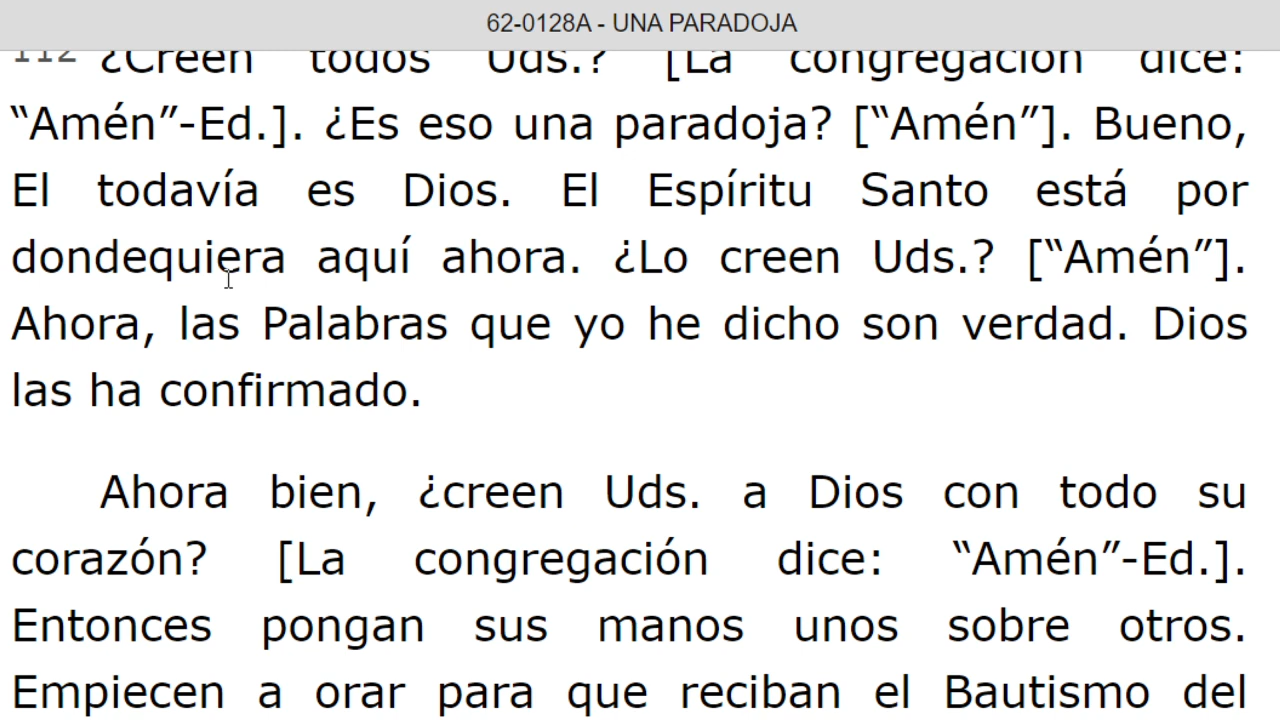 62-0128A - UNA PARADOJA
112 ¿Creen todos Uds.? [La congregación dice:
“Amén”-Ed.]. ¿Es eso una paradoja? [“Amén”]. Bueno,
El todavía es Dios. El Espíritu Santo está por
dondequiera aquí ahora. ¿Lo creen Uds.? [“Amén”].
Ahora, las Palabras que yo he dicho son verdad. Dios
las ha confirmado.
Ahora bien, ¿creen Uds. a Dios con todo su
corazón? [La congregación dice: “Amén”-Ed.].
Entonces pongan sus manos unos sobre otros.
Empiecen a orar para que reciban el Bautismo del